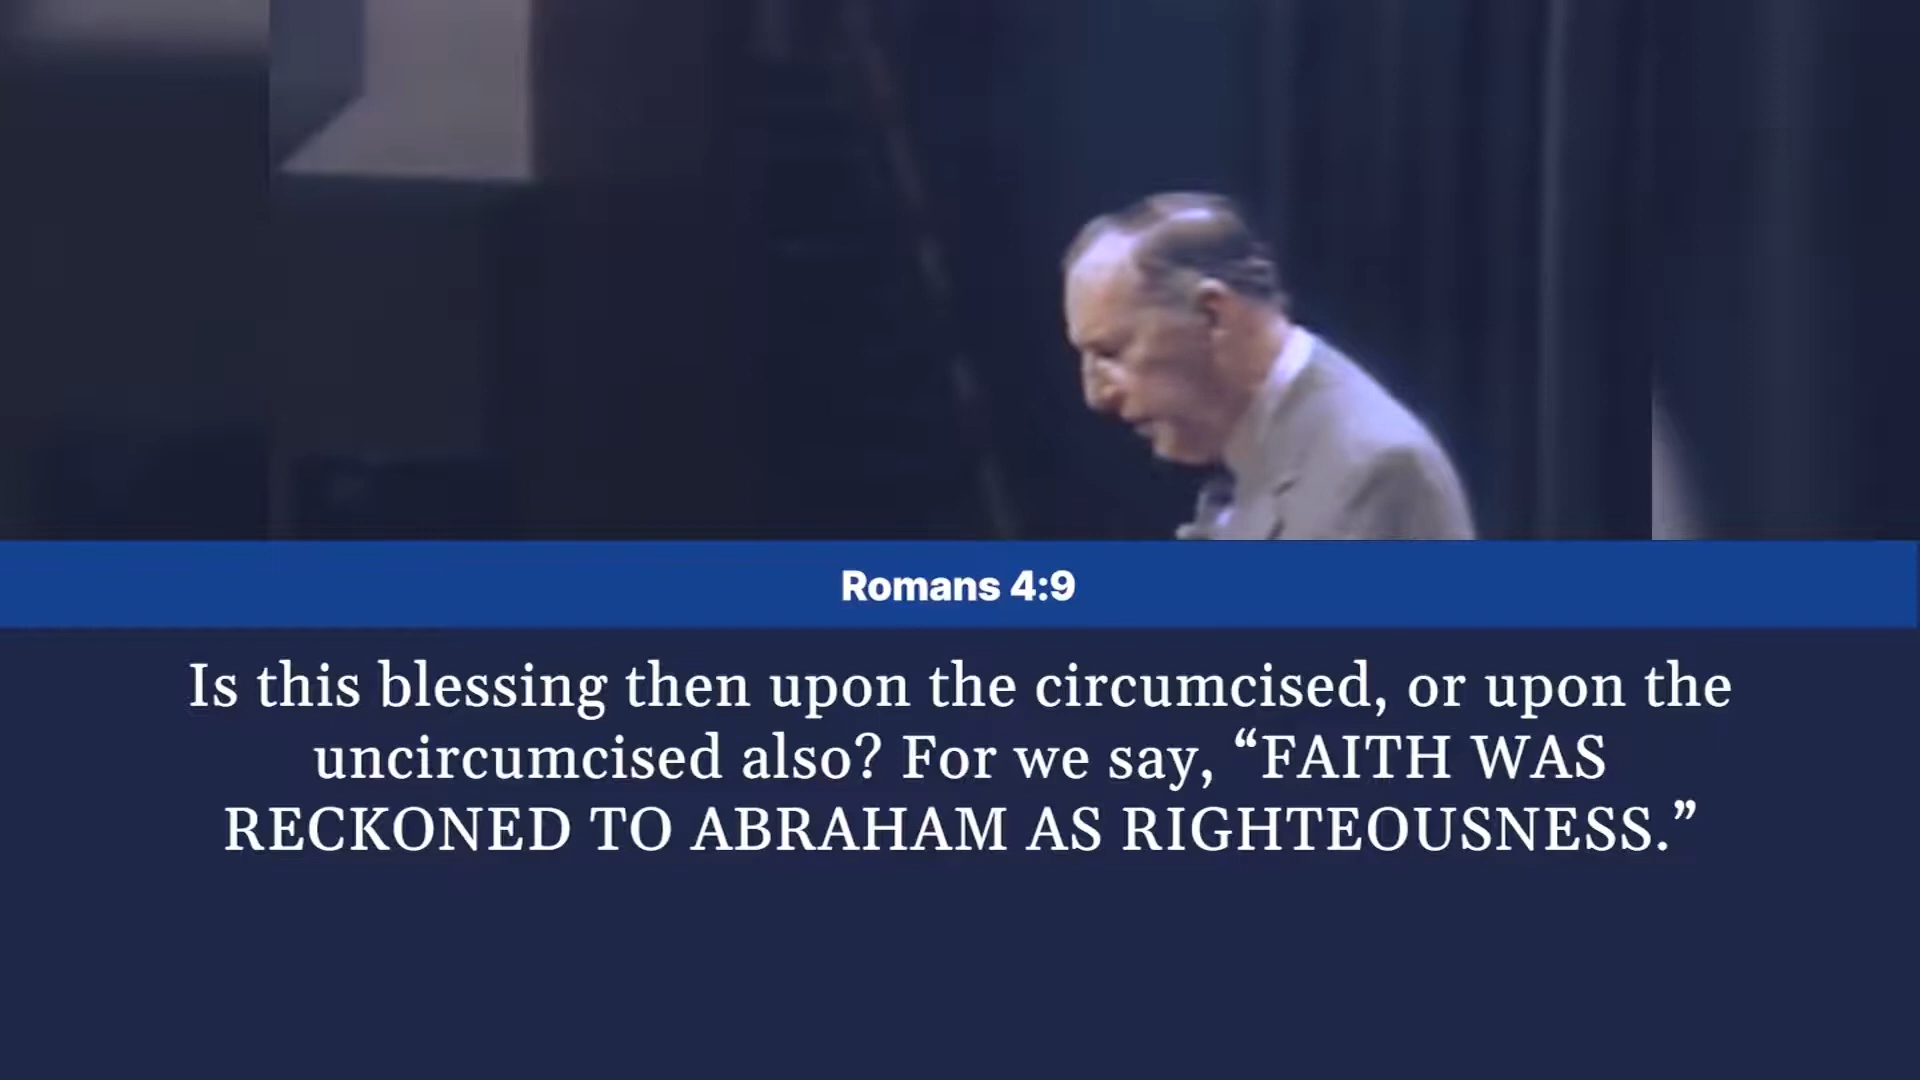 Romans 4:9
Is this blessing then upon the circumcised, or upon the
uncircumcised also? For we say, “FAITH WAS
RECKONED TO ABRAHAM AS RIGHTEOUSNESS.”